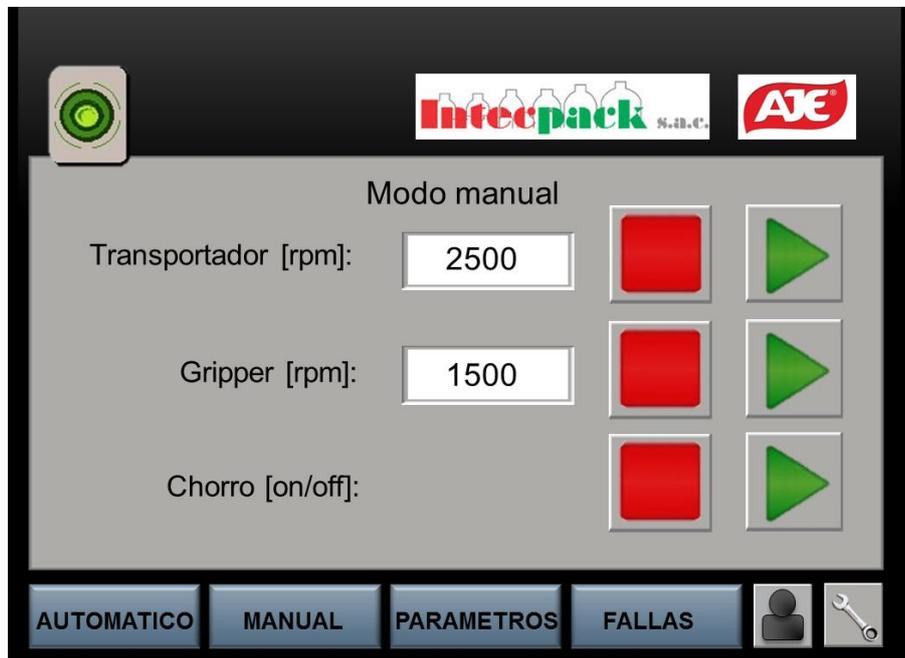 Intecpack s.a.c.
AJE®
Modo manual
Transportador [rpm]: 2500
Gripper [rpm]: 1500
Chorro [on/off]:
AUTOMATICO MANUAL PARAMETROS FALLAS